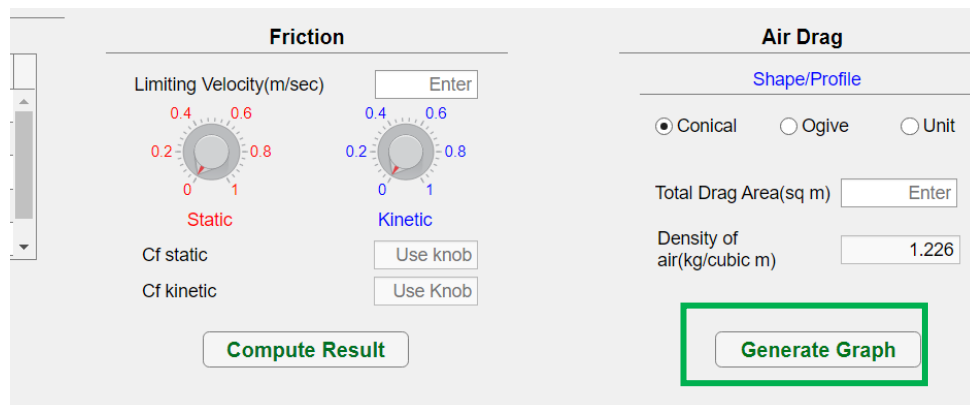 Friction
Limiting Velocity(m/sec) Enter
0.4 0.6
0.2 0.8
0 1
Static
0.4 0.6
0.2 0.8
0 1
Kinetic
Cf static Use knob
Cf kinetic Use Knob
Compute Result
Air Drag
Shape/Profile
Conical Ogive Unit
Total Drag Area(sq m) Enter
Density of
air(kg/cubic m) 1.226
Generate Graph